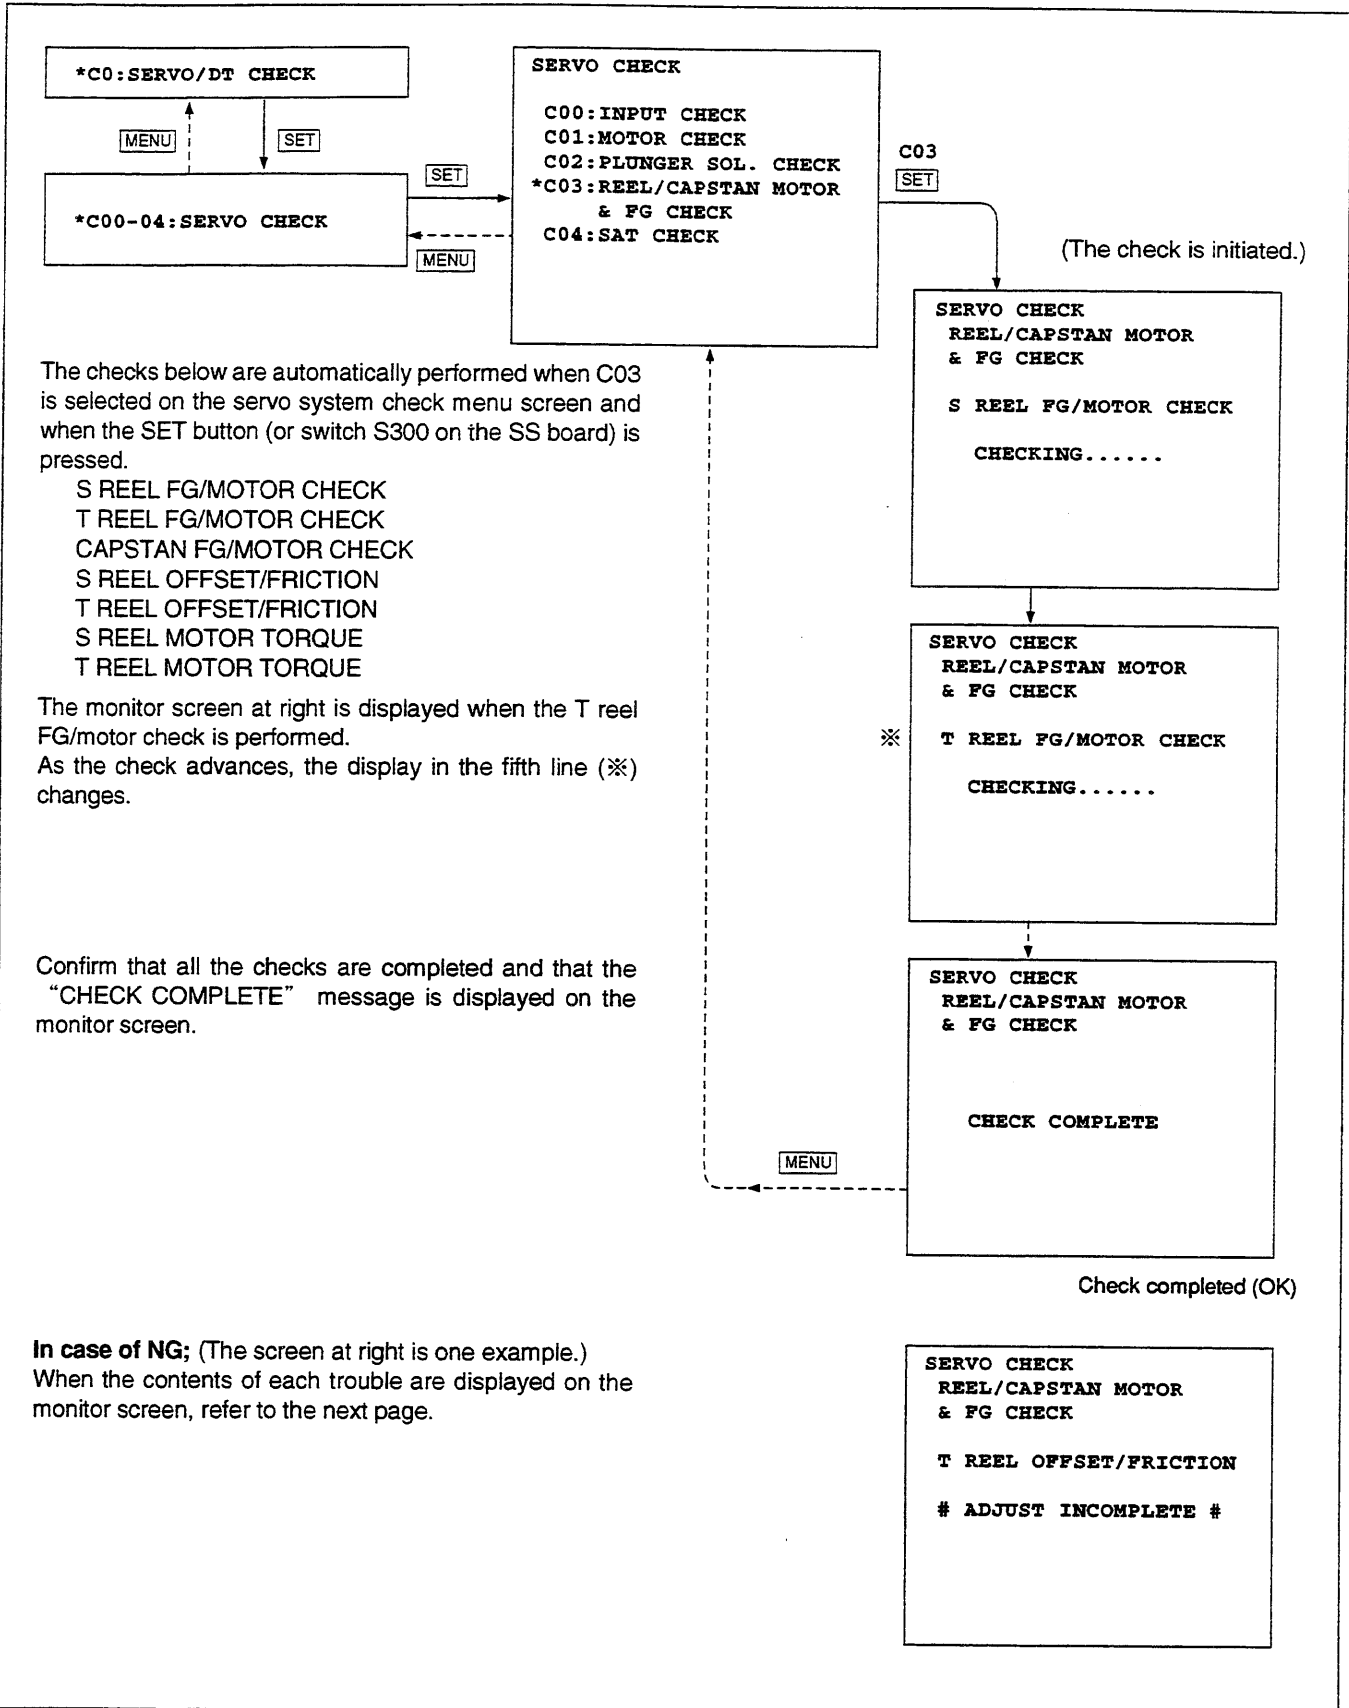 *C0:SERVO/DT CHECK
MENU
SET
*C00-04:SERVO CHECK
SET
MENU
SERVO CHECK
C00:INPUT CHECK
C01:MOTOR CHECK
C02:PLUNGER SOL. CHECK
*C03:REEL/CAPSTAN MOTOR
& FG CHECK
C04:SAT CHECK
C03
SET
(The check is initiated.)
SERVO CHECK
REEL/CAPSTAN MOTOR
& FG CHECK
S REEL FG/MOTOR CHECK
CHECKING......
The checks below are automatically performed when C03
is selected on the servo system check menu screen and
when the SET button (or switch S300 on the SS board) is
pressed.
S REEL FG/MOTOR CHECK
T REEL FG/MOTOR CHECK
CAPSTAN FG/MOTOR CHECK
S REEL OFFSET/FRICTION
T REEL OFFSET/FRICTION
S REEL MOTOR TORQUE
T REEL MOTOR TORQUE
The monitor screen at right is displayed when the T reel
FG/motor check is performed.
As the check advances, the display in the fifth line (※)
changes.
SERVO CHECK
REEL/CAPSTAN MOTOR
& FG CHECK
※ T REEL FG/MOTOR CHECK
CHECKING......
Confirm that all the checks are completed and that the
“CHECK COMPLETE” message is displayed on the
monitor screen.
SERVO CHECK
REEL/CAPSTAN MOTOR
& FG CHECK
CHECK COMPLETE
MENU
Check completed (OK)
In case of NG; (The screen at right is one example.)
When the contents of each trouble are displayed on the
monitor screen, refer to the next page.
SERVO CHECK
REEL/CAPSTAN MOTOR
& FG CHECK
T REEL OFFSET/FRICTION
# ADJUST INCOMPLETE #